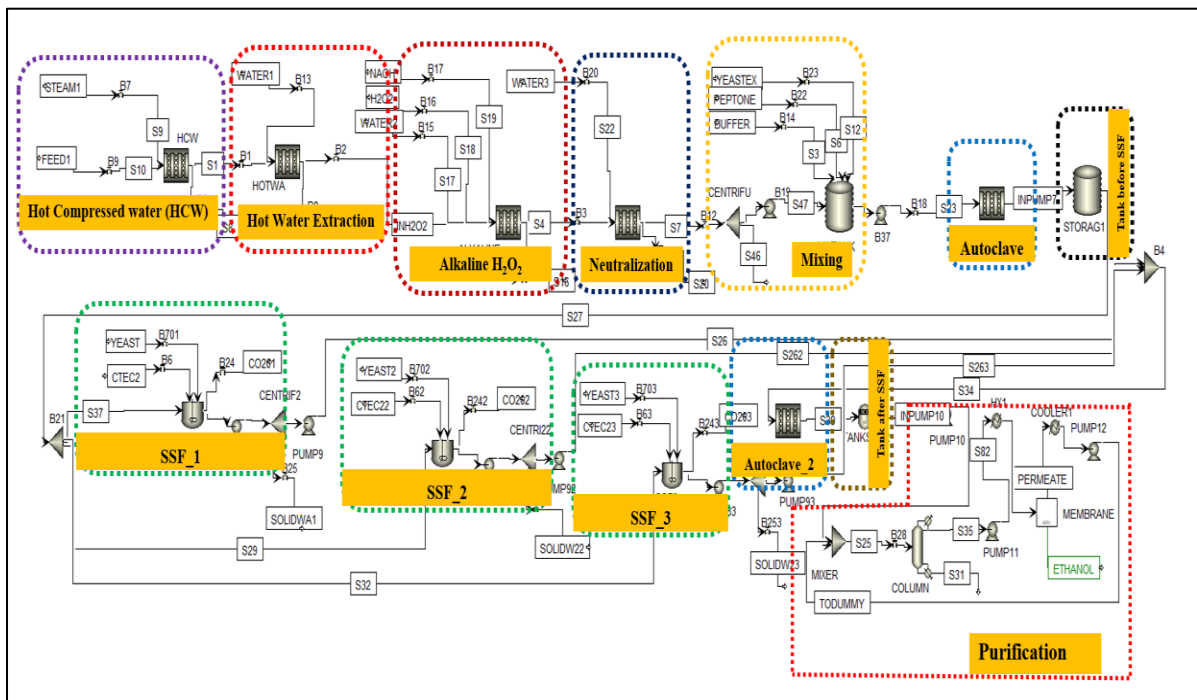 STEAM1
B7
S9
HCW
FEED1
B9
S10
S1
Hot Compressed water (HCW)
WATER1
B13
B1
HOTWA
B2
Hot Water Extraction
NAOH
B17
H2O2
B16
WATER2
B15
S19
S18
S17
S4
Alkaline H₂O₂
WATER3
B20
S22
B3
S7
Neutralization
S20
YEASTEX
B23
PEPTONE
B22
BUFFER
B14
S12
S6
S3
CENTRIFU
B19
S47
S46
B12
Mixing
B37
B18
Autoclave
INPUMP7
STORAG1
Tank before SSF
B4
S27
S26
S262
S263
S34
YEAST
B701
B6
CTEC2
B24
CO201
S37
B21
CENTRIF2
PUMP9
SSF_1
SOLIDWA1
YEAST2
B702
CTEC22
B62
B242
CO202
CENTRI22
SSF_2
SOLIDW22
YEAST3
B703
CTEC23
B63
B243
SSF_3
Autoclave_2
PUMP93
B253
SOLIDW23
Tank after SSF
INPUMP10
PUMP10
HX1
COOLER1
PUMP12
S82
PERMEATE
MEMBRANE
S35
PUMP11
S25
B28
MIXER
COLUMN
S31
ETHANOL
TODUMMY
Purification
S29
S32